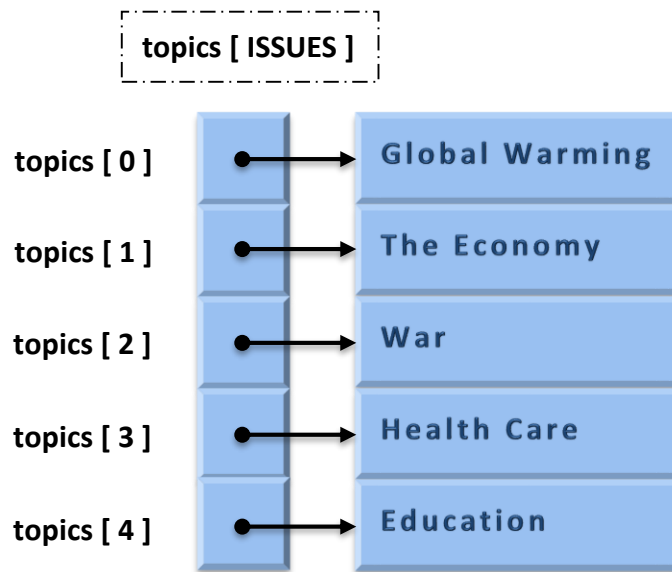 topics [ ISSUES ]
topics [ 0 ] Global Warming
topics [ 1 ] The Economy
topics [ 2 ] War
topics [ 3 ] Health Care
topics [ 4 ] Education